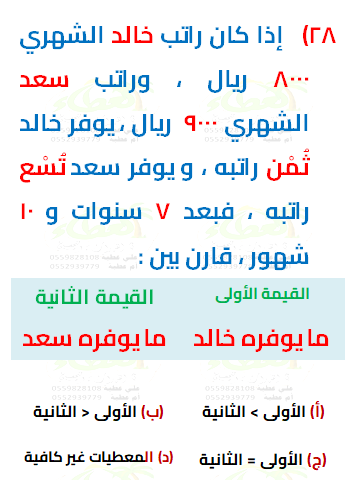 ٢٨) إذا كان راتب خالد الشهري
٨٠٠٠ ريال ، وراتب سعد
الشهري ٩٠٠٠ ريال ، يوفر خالد
ثُمْن راتبه ، و يوفر سعد تُسْع
راتبه ، فبعد ٧ سنوات و ١٠
شهور ، قارن بين :
القيمة الأولى القيمة الثانية
ما يوفره خالد ما يوفره سعد
(أ) الأولى > الثانية (ب) الأولى < الثانية
(ج) الأولى = الثانية (د) المعطيات غير كافية